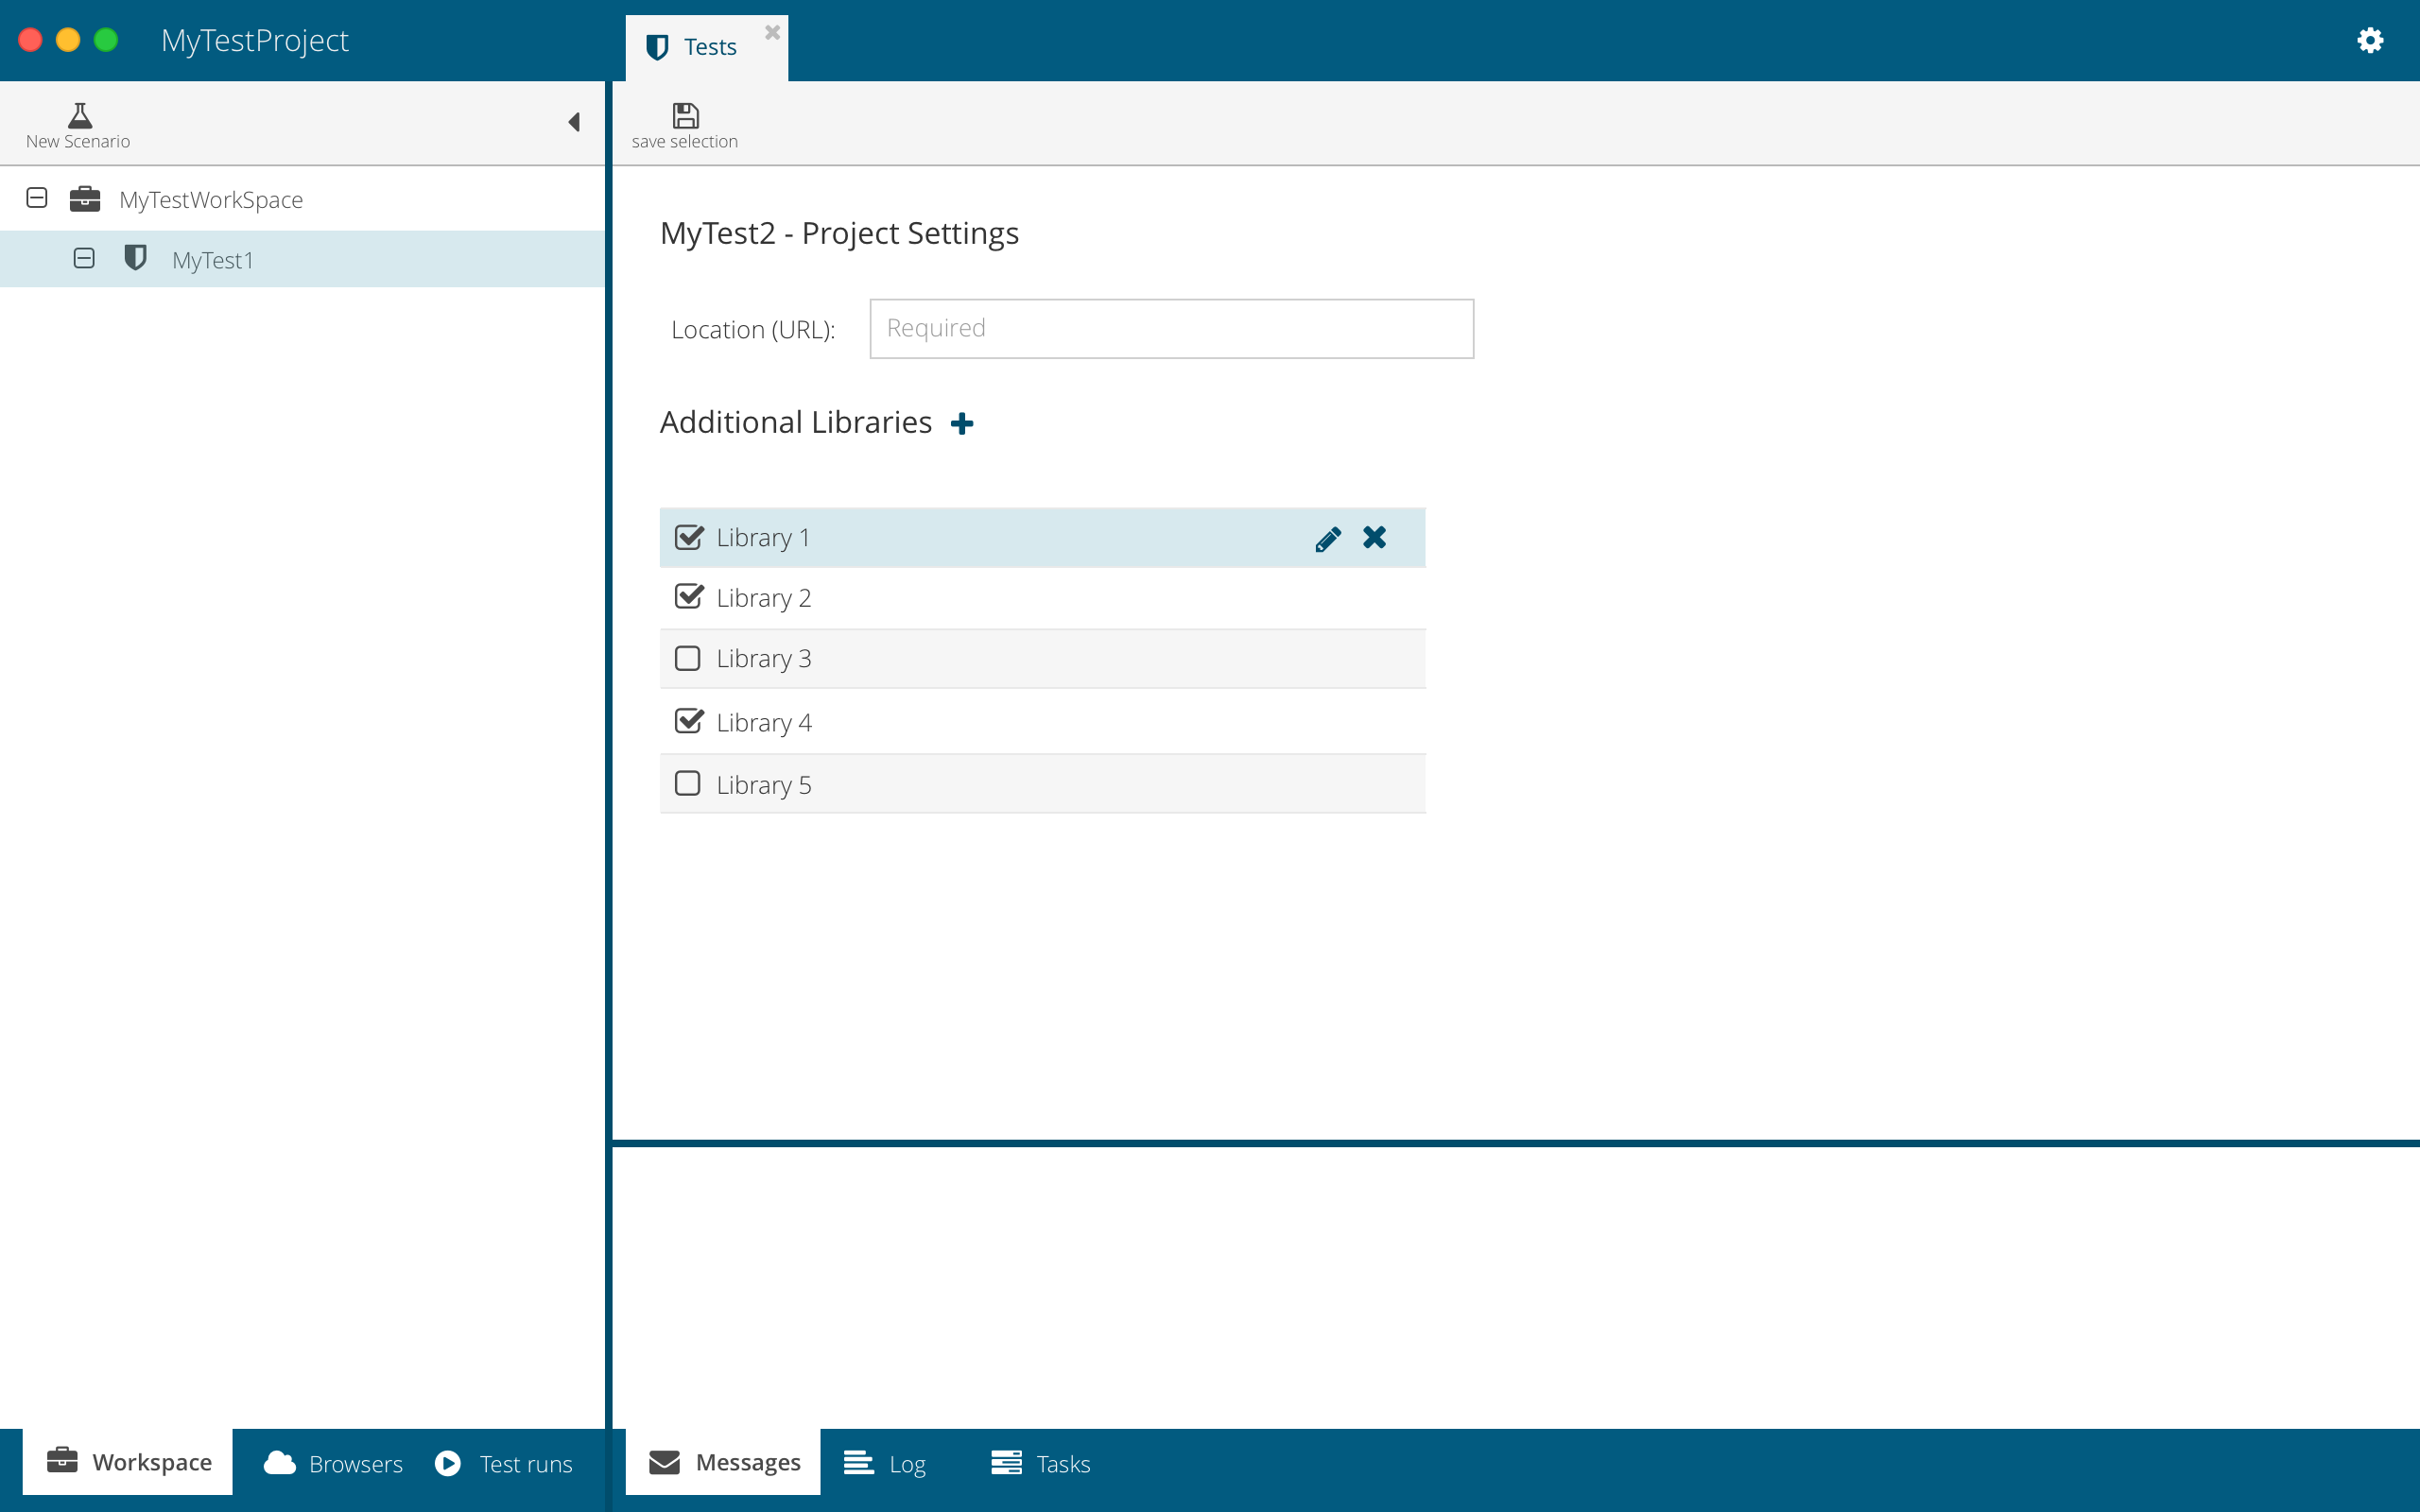 MyTestProject
Tests
New Scenario
save selection
MyTestWorkSpace
MyTest1
MyTest2 - Project Settings
Location (URL): Required
Additional Libraries
Library 1
Library 2
Library 3
Library 4
Library 5
Workspace Browsers Test runs Messages Log Tasks